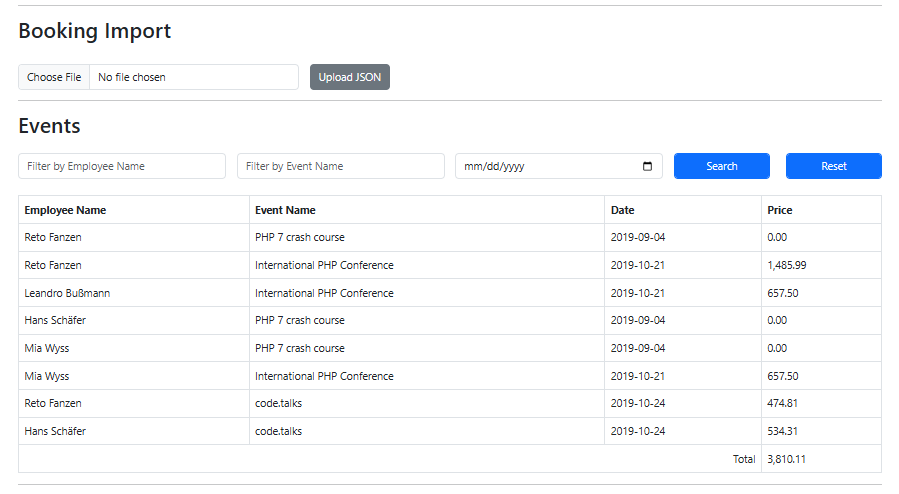 Booking Import
Choose File No file chosen Upload JSON
Events
Filter by Employee Name Filter by Event Name mm/dd/yyyy Search Reset
Employee Name Event Name Date Price
Reto Fanzen PHP 7 crash course 2019-09-04 0.00
Reto Fanzen International PHP Conference 2019-10-21 1,485.99
Leandro Bußmann International PHP Conference 2019-10-21 657.50
Hans Schäfer PHP 7 crash course 2019-09-04 0.00
Mia Wyss PHP 7 crash course 2019-09-04 0.00
Mia Wyss International PHP Conference 2019-10-21 657.50
Reto Fanzen code.talks 2019-10-24 474.81
Hans Schäfer code.talks 2019-10-24 534.31
Total 3,810.11